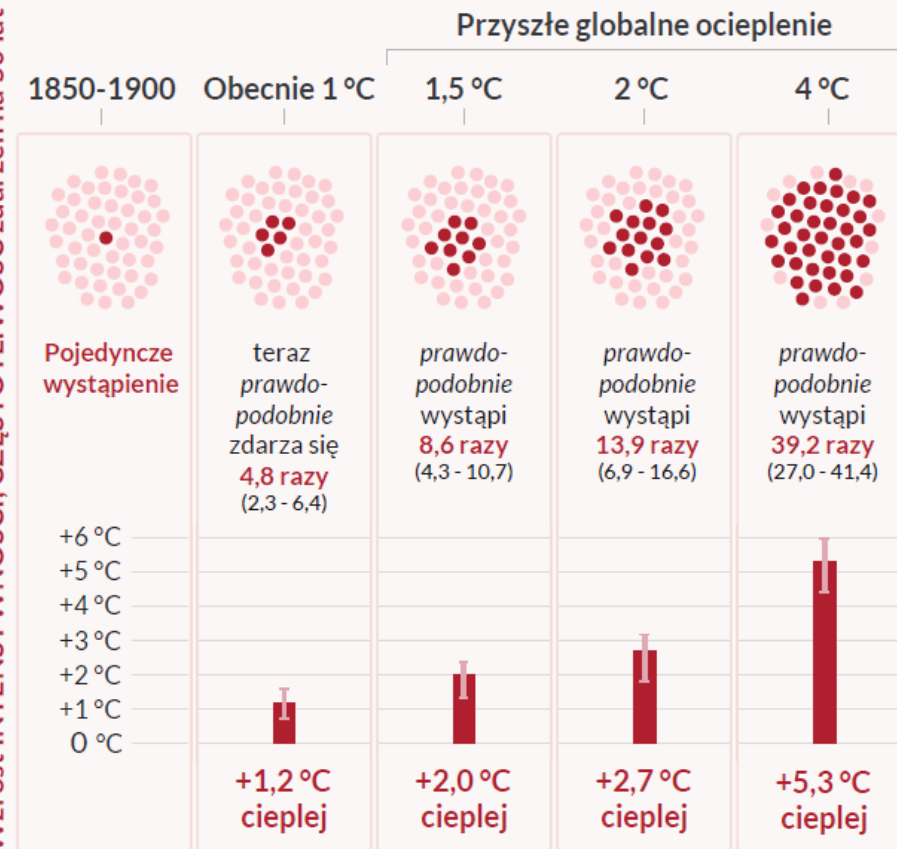 Przyszłe globalne ocieplenie
1850-1900
Obecnie 1 °C
1,5 °C
2 °C
4 °C
Pojedyncze
wystąpienie
teraz
prawdo-
podobnie
zdarza się
4,8 razy
(2,3 - 6,4)
prawdo-
podobnie
wystąpi
8,6 razy
(4,3 - 10,7)
prawdo-
podobnie
wystąpi
13,9 razy
(6,9 - 16,6)
prawdo-
podobnie
wystąpi
39,2 razy
(27,0 - 41,4)
+6 °C
+5 °C
+4 °C
+3 °C
+2 °C
+1 °C
0 °C
+1,2 °C
cieplej
+2,0 °C
cieplej
+2,7 °C
cieplej
+5,3 °C
cieplej